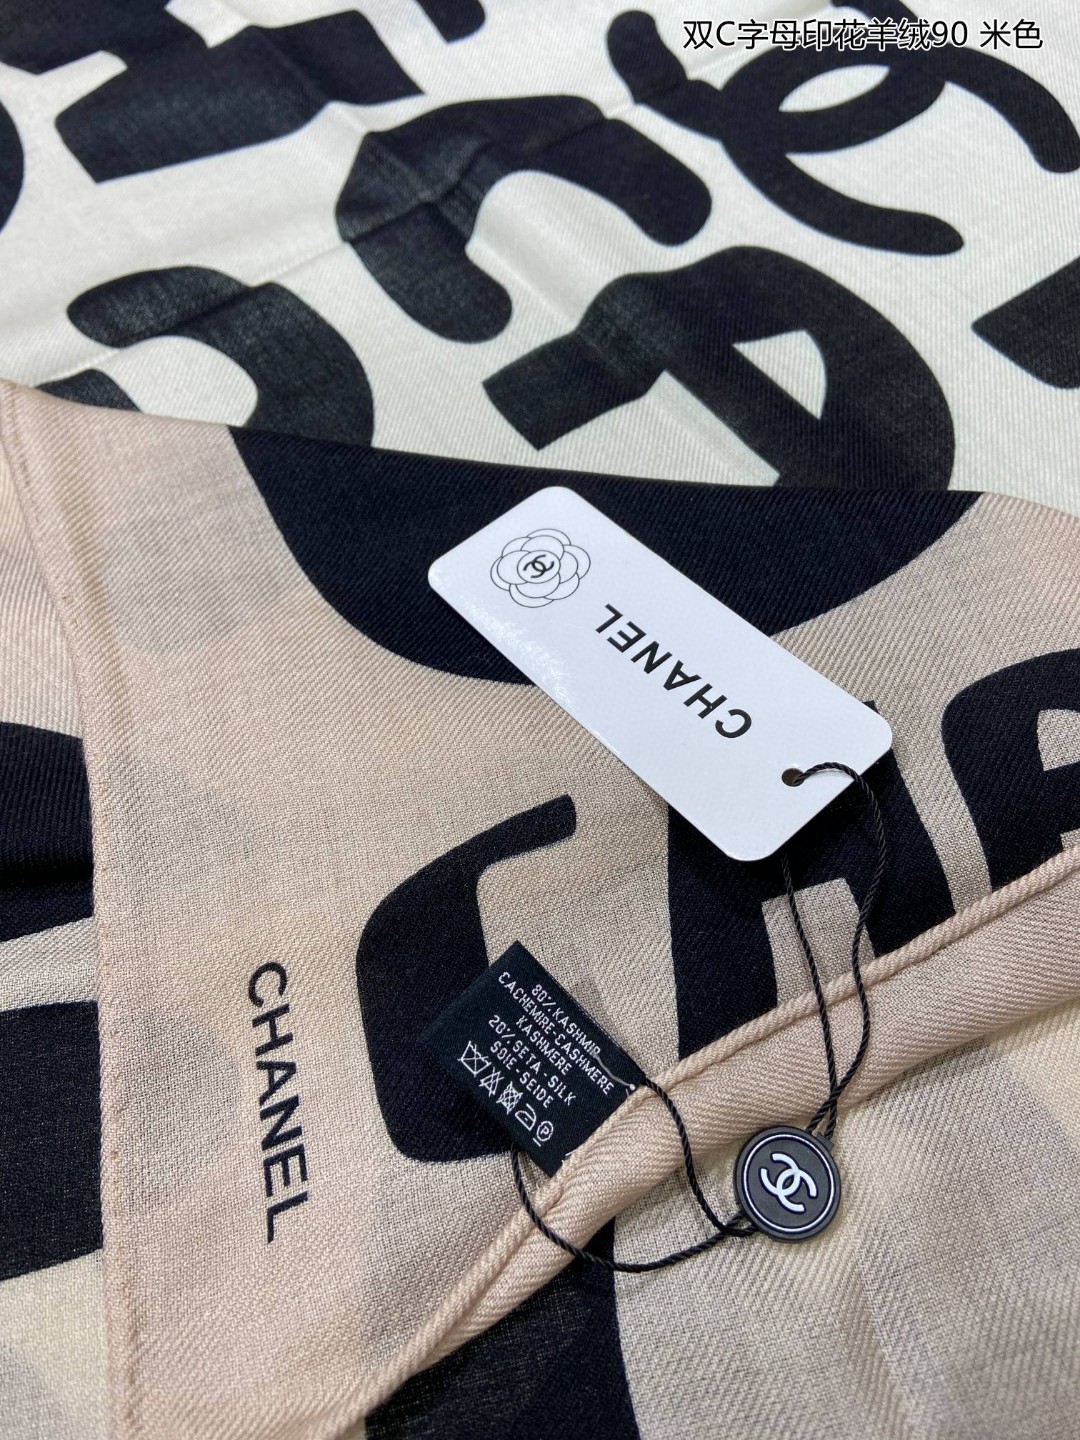 双C字母印花羊绒90 米色
CHANEL
CHANEL
80% KASHMIR
CACHEMIRE-CASHMERE
KASHMERE
20% SETA-SILK
SOIE-SEIDE
P